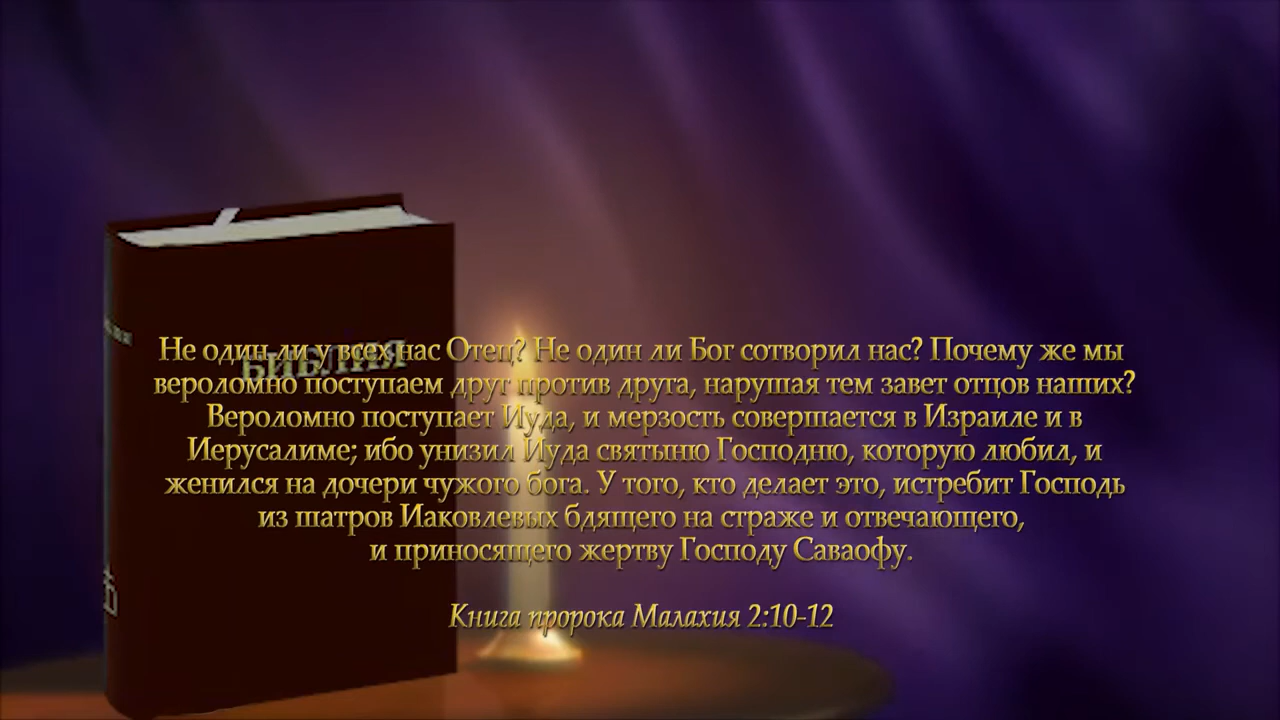 БИБЛИЯ
Не один ли у всех нас Отец? Не один ли Бог сотворил нас? Почему же мы
вероломно поступаем друг против друга, нарушая тем завет отцов наших?
Вероломно поступает Иуда, и мерзость совершается в Израиле и в
Иерусалиме; ибо унизил Иуда святыню Господню, которую любил, и
женился на дочери чужого бога. У того, кто делает это, истребит Господь
из шатров Иаковлевых бдящего на страже и отвечающего,
и приносящего жертву Господу Саваофу.
Книга пророка Малахия 2:10-12